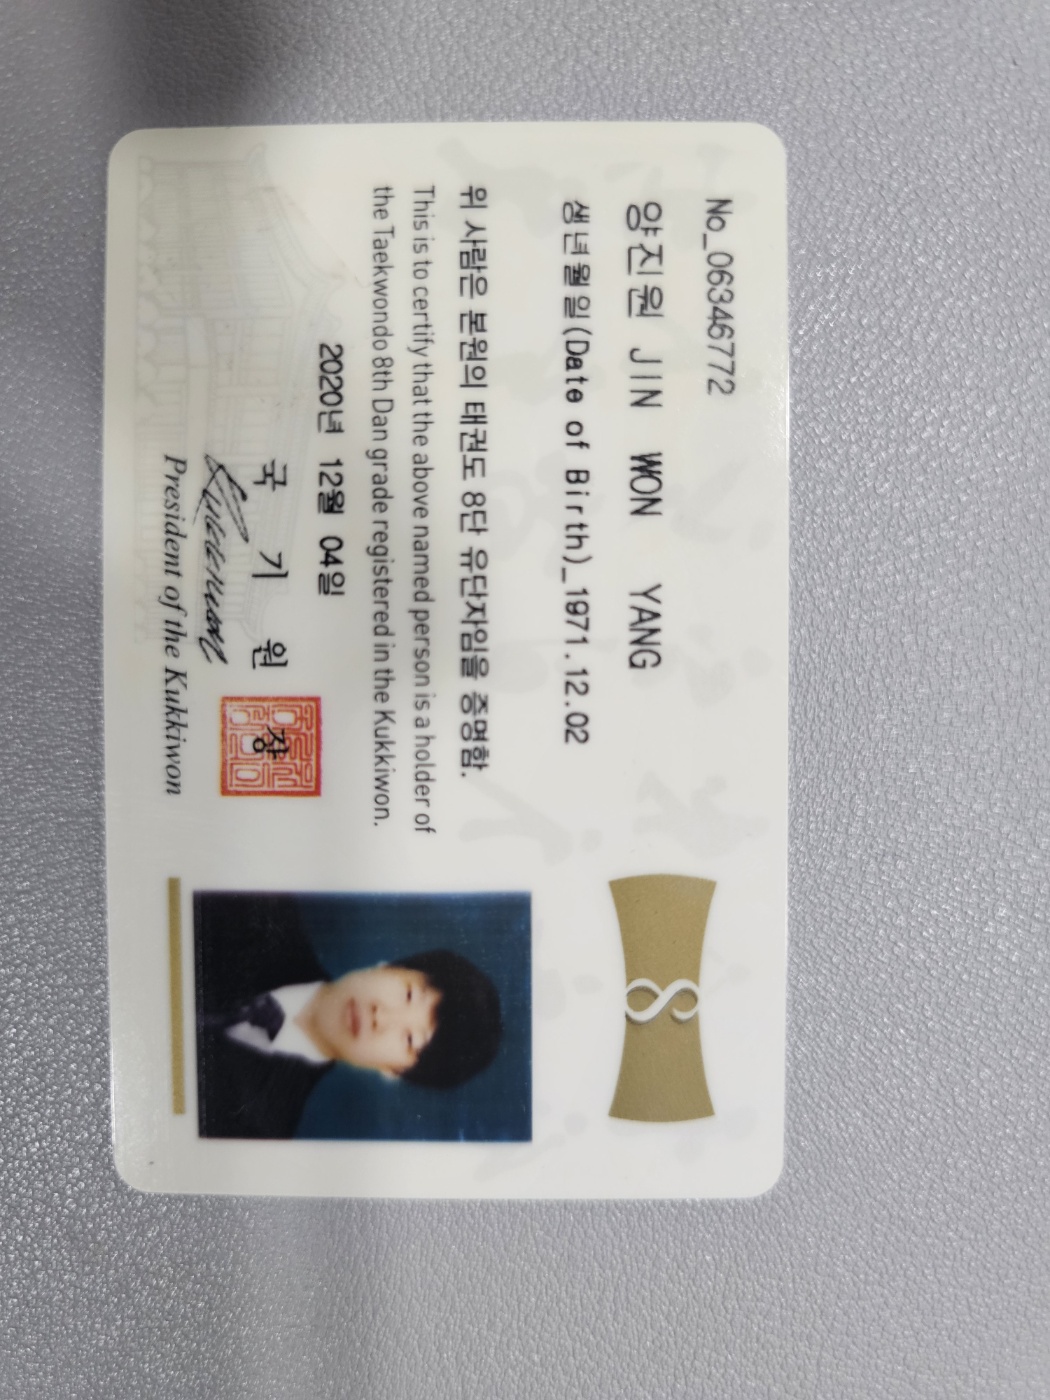 No_06346772
양진원 JIN WON YANG
생년월일(Date of Birth)_1971.12.02
위 사람은 본원의 태권도 8단 유단자임을 증명함.
This is to certify that the above named person is a holder of
the Taekwondo 8th Dan grade registered in the Kukkiwon.
2020년 12월 04일
국 기 원 장
President of the Kukkiwon
8